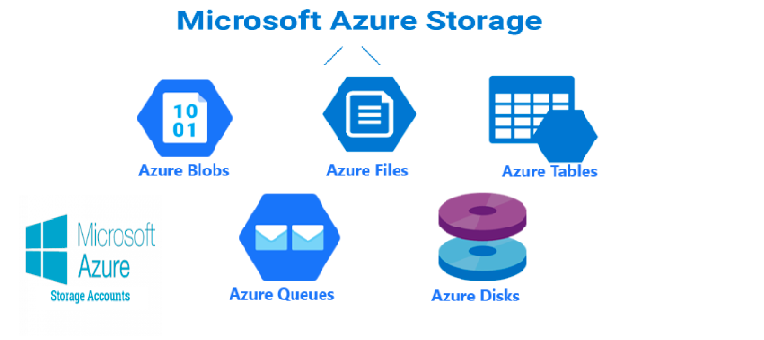 Microsoft Azure Storage
10
01
Azure Blobs
Azure Files
Azure Tables
Microsoft
Azure
Storage Accounts
Azure Queues
Azure Disks